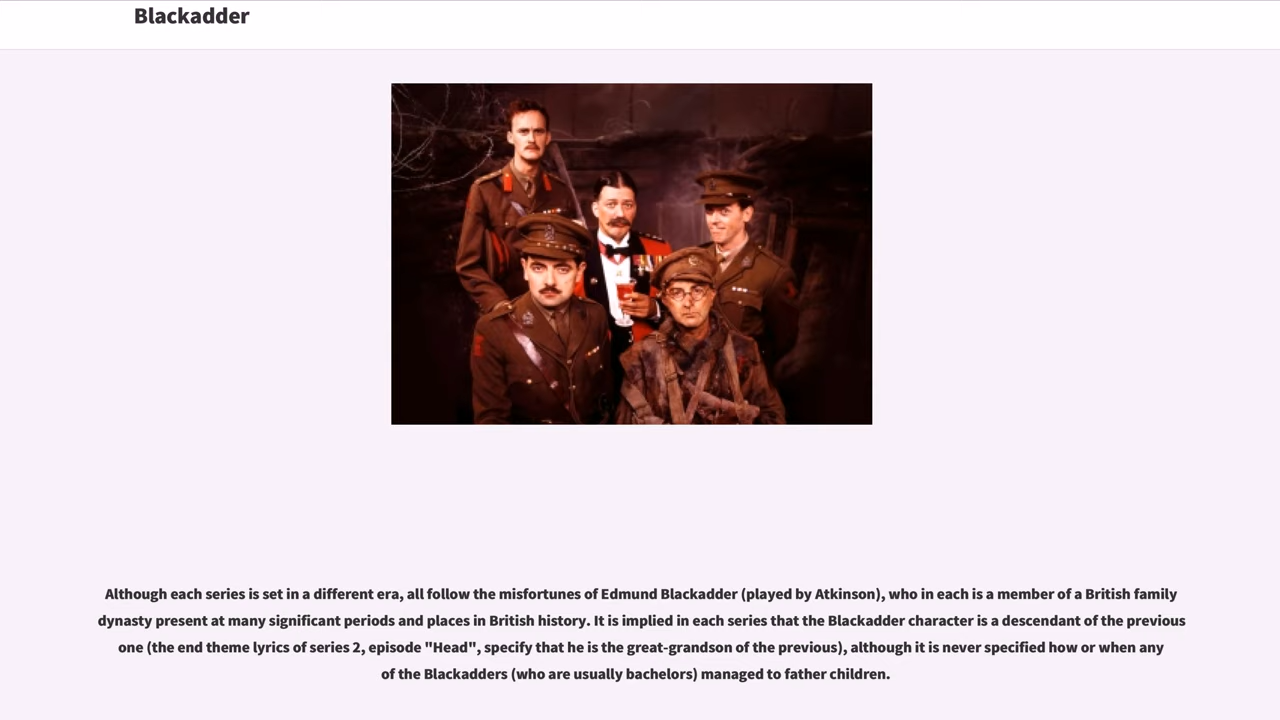 Blackadder
Although each series is set in a different era, all follow the misfortunes of Edmund Blackadder (played by Atkinson), who in each is a member of a British family
dynasty present at many significant periods and places in British history. It is implied in each series that the Blackadder character is a descendant of the previous
one (the end theme lyrics of series 2, episode "Head", specify that he is the great-grandson of the previous), although it is never specified how or when any
of the Blackadders (who are usually bachelors) managed to father children.